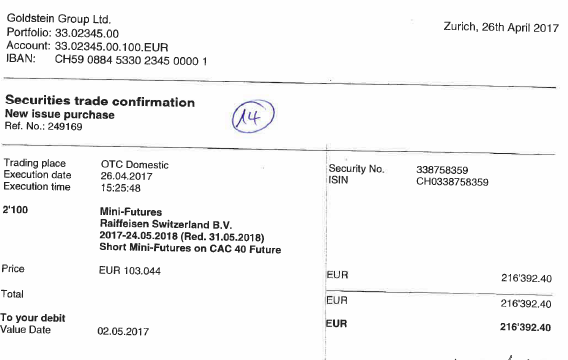 Goldstein Group Ltd.
Portfolio: 33.02345.00
Account: 33.02345.00.100.EUR
IBAN: CH59 0884 5330 2345 0000 1
Zurich, 26th April 2017
Securities trade confirmation
New issue purchase
Ref. No.: 249169
14
Trading place OTC Domestic
Execution date 26.04.2017
Execution time 15:25:48
Security No. 338758359
ISIN CH0338758359
2'100 Mini-Futures
Raiffeisen Switzerland B.V.
2017-24.05.2018 (Red. 31.05.2018)
Short Mini-Futures on CAC 40 Future
Price EUR 103.044 EUR 216'392.40
Total EUR 216'392.40
To your debit EUR 216'392.40
Value Date 02.05.2017